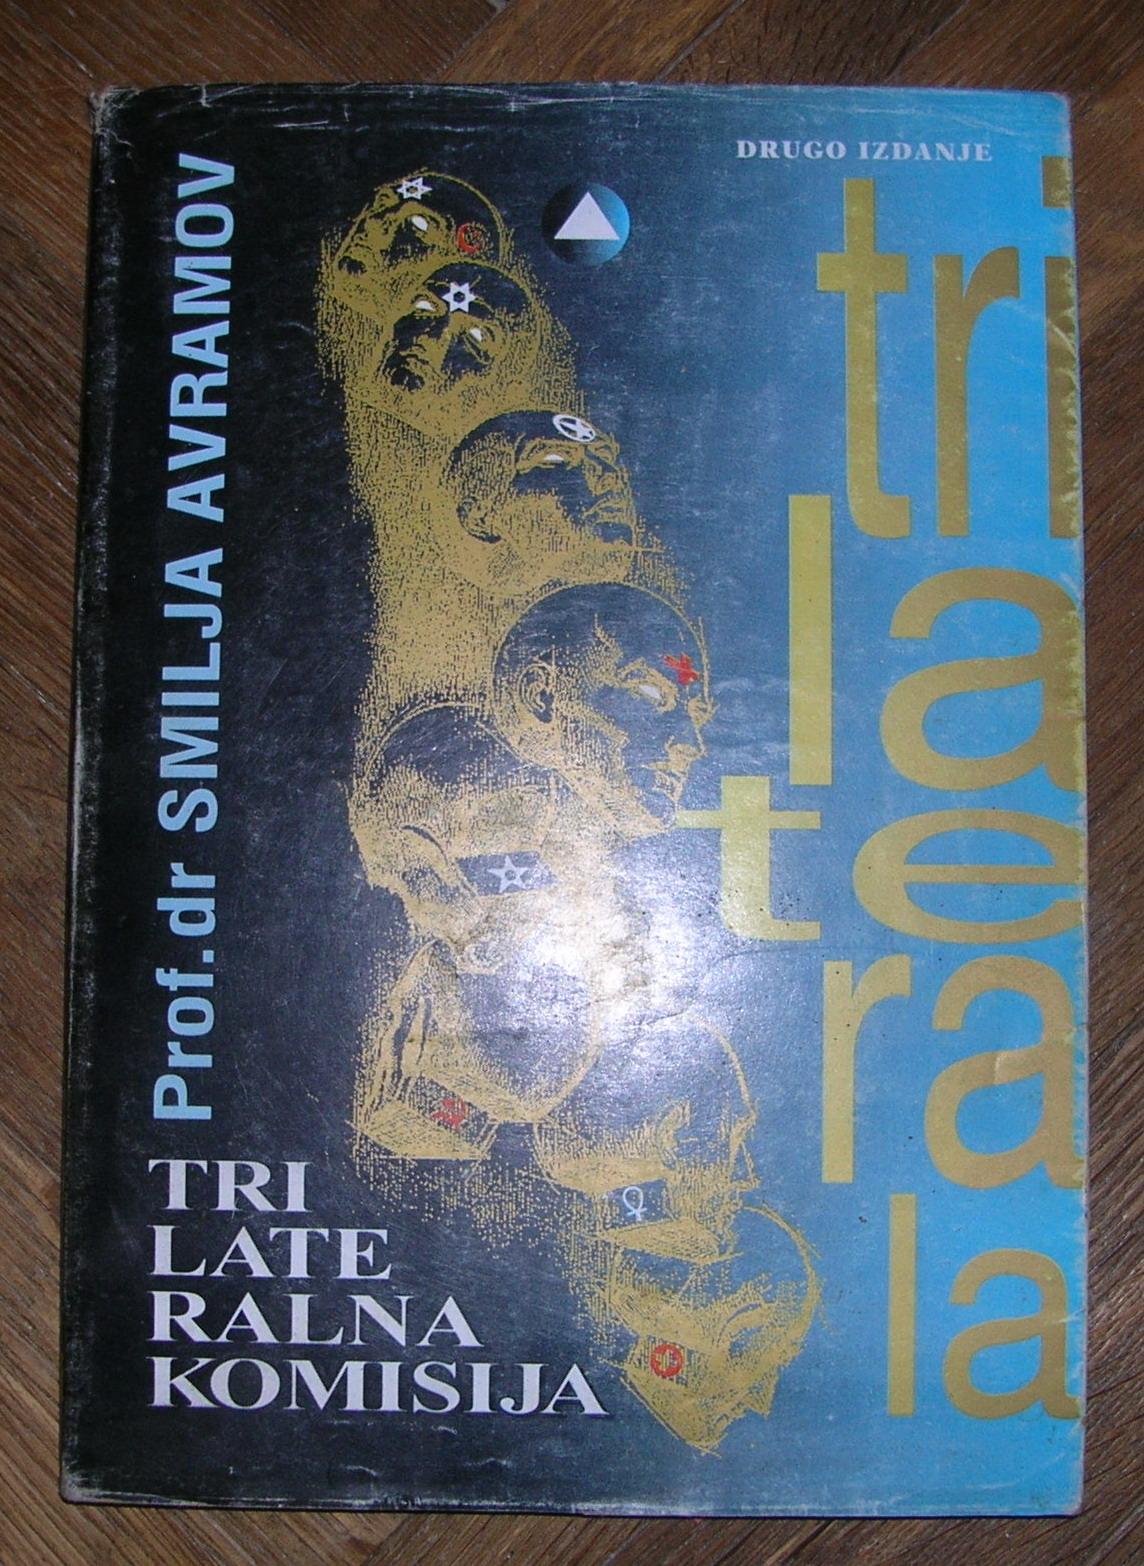 DRUGO IZDANJE
Prof.dr SMILJA AVRAMOV
tri
la
te
ra
la
TRI
LATE
RALNA
KOMISIJA